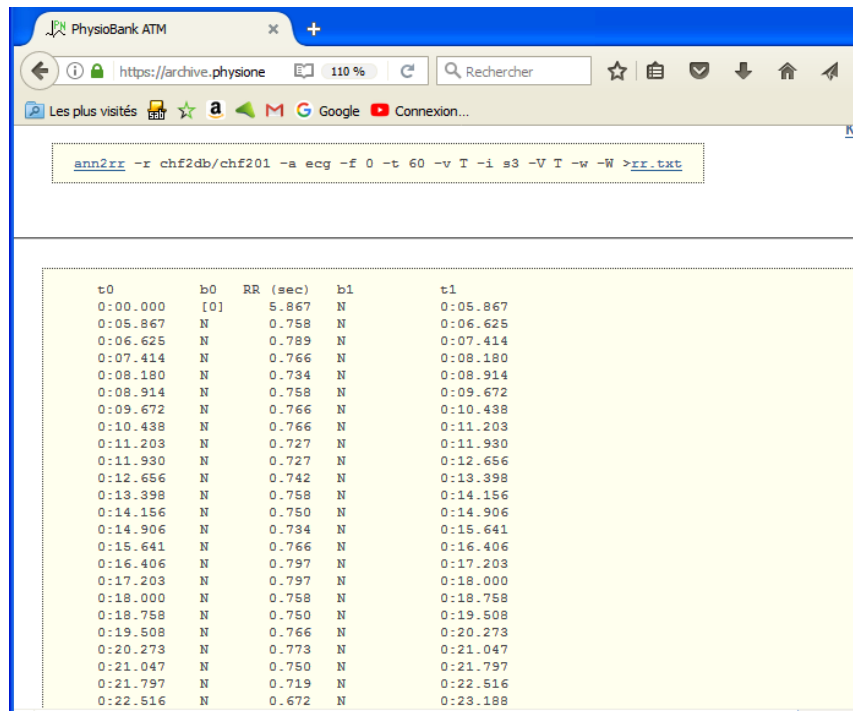 PhysioBank ATM
https://archive.physione 110 % Rechercher
Les plus visités a Google Connexion...
ann2rr -r chf2db/chf201 -a ecg -f 0 -t 60 -v T -i s3 -V T -w -W >rr.txt
t0 b0 RR (sec) b1 t1
0:00.000 [0] 5.867 N 0:05.867
0:05.867 N 0.758 N 0:06.625
0:06.625 N 0.789 N 0:07.414
0:07.414 N 0.766 N 0:08.180
0:08.180 N 0.734 N 0:08.914
0:08.914 N 0.758 N 0:09.672
0:09.672 N 0.766 N 0:10.438
0:10.438 N 0.766 N 0:11.203
0:11.203 N 0.727 N 0:11.930
0:11.930 N 0.727 N 0:12.656
0:12.656 N 0.742 N 0:13.398
0:13.398 N 0.758 N 0:14.156
0:14.156 N 0.750 N 0:14.906
0:14.906 N 0.734 N 0:15.641
0:15.641 N 0.766 N 0:16.406
0:16.406 N 0.797 N 0:17.203
0:17.203 N 0.797 N 0:18.000
0:18.000 N 0.758 N 0:18.758
0:18.758 N 0.750 N 0:19.508
0:19.508 N 0.766 N 0:20.273
0:20.273 N 0.773 N 0:21.047
0:21.047 N 0.750 N 0:21.797
0:21.797 N 0.719 N 0:22.516
0:22.516 N 0.672 N 0:23.188